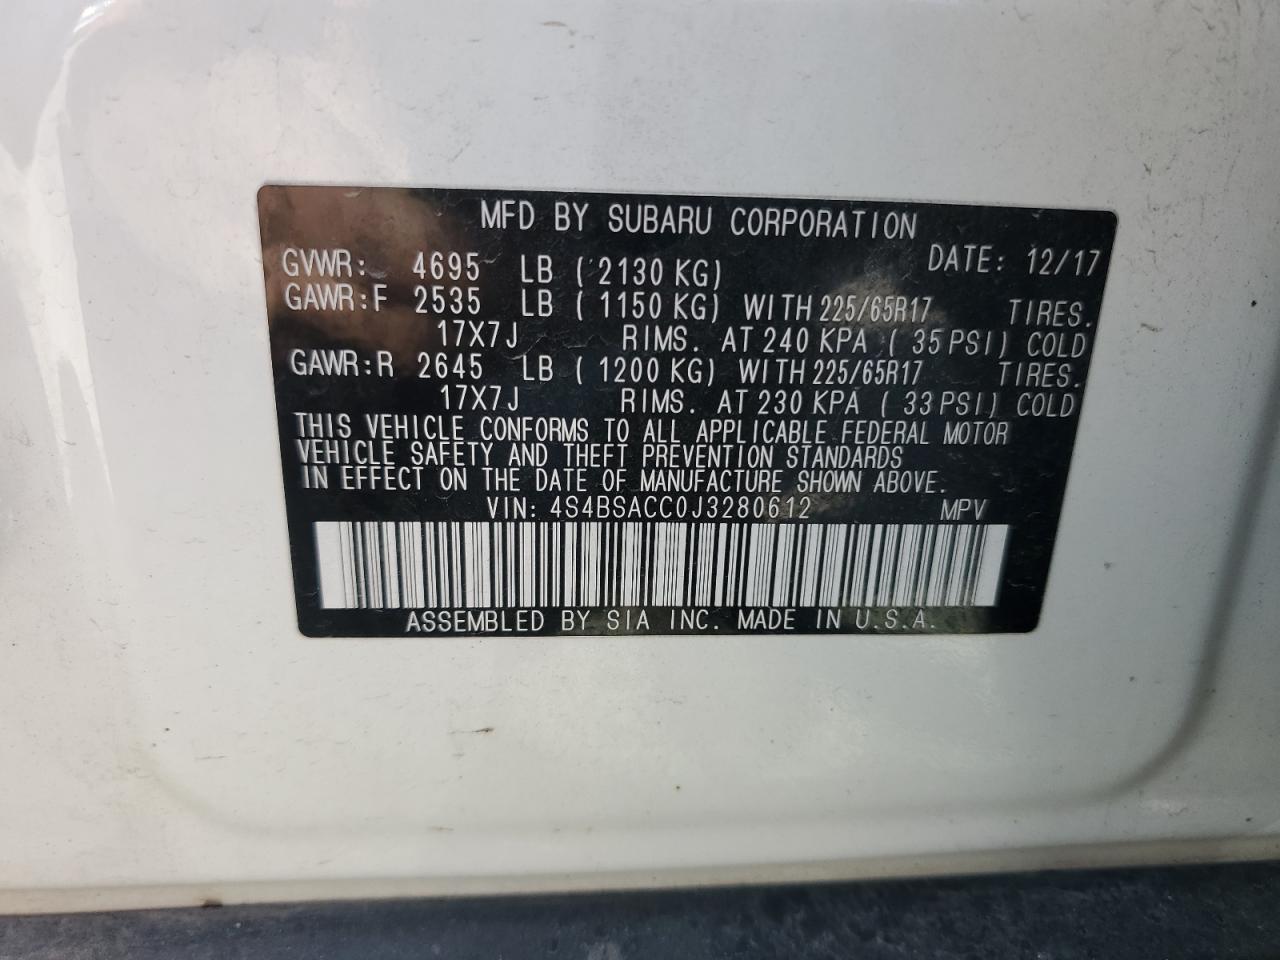 MFD BY SUBARU CORPORATION
DATE: 12/17
GVWR: 4695 LB ( 2130 KG)
GAWR:F 2535 LB ( 1150 KG) WITH 225/65R17 TIRES.
17X7J RIMS. AT 240 KPA ( 35 PSI) COLD
GAWR:R 2645 LB ( 1200 KG) WITH 225/65R17 TIRES.
17X7J RIMS. AT 230 KPA ( 33 PSI) COLD
THIS VEHICLE CONFORMS TO ALL APPLICABLE FEDERAL MOTOR
VEHICLE SAFETY AND THEFT PREVENTION STANDARDS
IN EFFECT ON THE DATE OF MANUFACTURE SHOWN ABOVE.
VIN: 4S4BSACC0J3280612 MPV
ASSEMBLED BY SIA INC. MADE IN U.S.A.